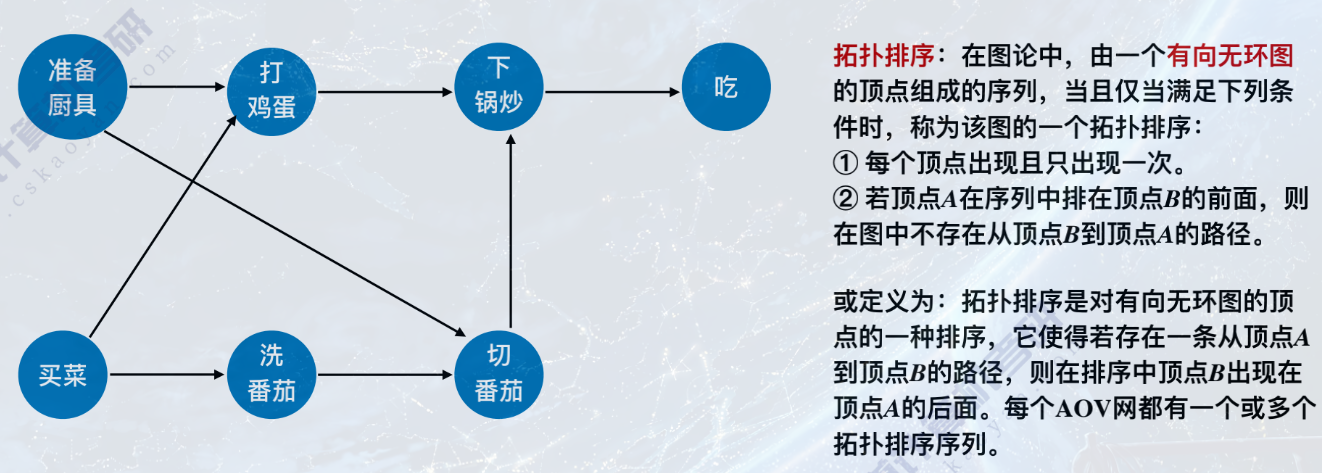 准备
厨具
打
鸡蛋
下
锅炒
吃
买菜
洗
番茄
切
番茄
拓扑排序：在图论中，由一个有向无环图
的顶点组成的序列，当且仅当满足下列条
件时，称为该图的一个拓扑排序：
① 每个顶点出现且只出现一次。
② 若顶点A在序列中排在顶点B的前面，则
在图中不存在从顶点B到顶点A的路径。
或定义为：拓扑排序是对有向无环图的顶
点的一种排序，它使得若存在一条从顶点A
到顶点B的路径，则在排序中顶点B出现在
顶点A的后面。每个AOV网都有一个或多个
拓扑排序序列。